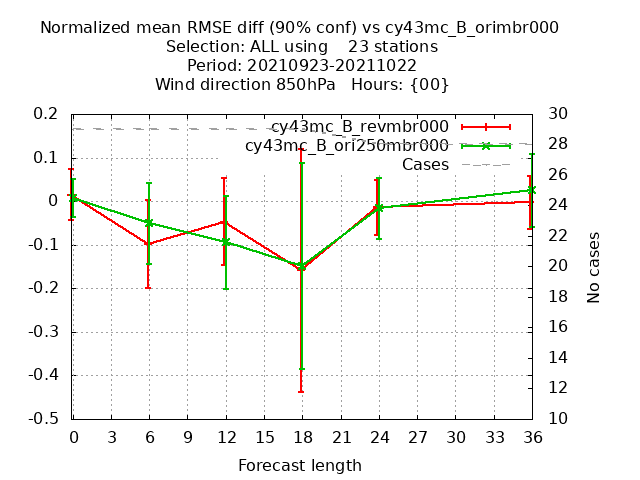 Normalized mean RMSE diff (90% conf) vs cy43mc_B_orimbr000
Selection: ALL using    23 stations
Period: 20210923-20211022
Wind direction 850hPa   Hours: {00}
0.2
0.1
0
-0.1
-0.2
-0.3
-0.4
-0.5
cy43mc_B_revmbr000
cy43mc_B_ori250mbr000
Cases
30
28
26
24
22
20
18
16
14
12
10
No cases
0 3 6 9 12 15 18 21 24 27 30 33 36
Forecast length